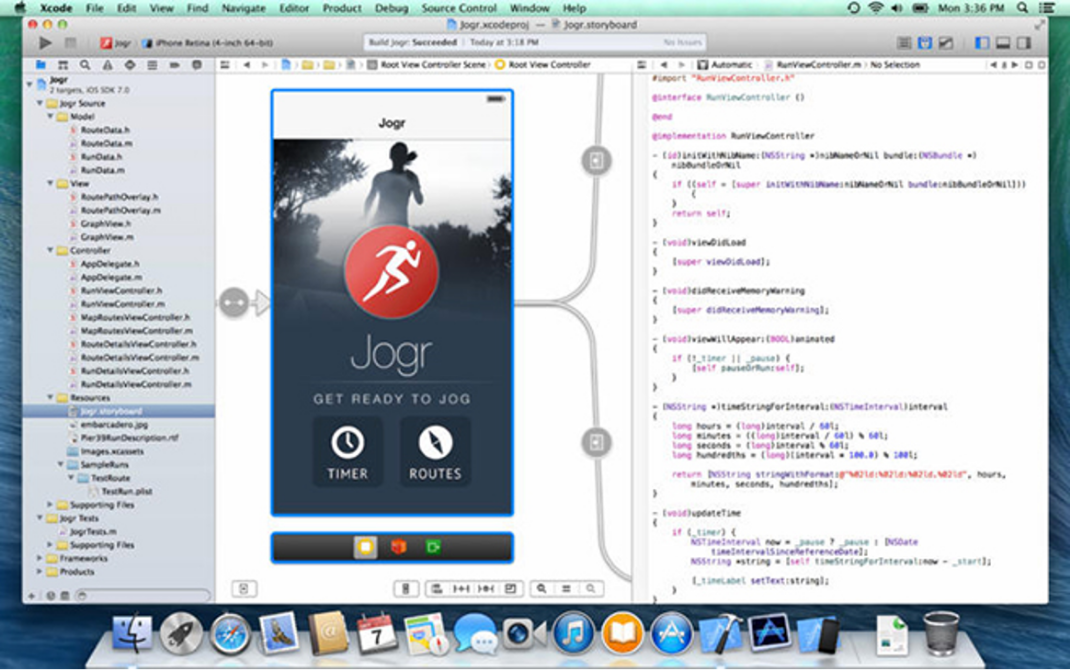 Xcode File Edit View Find Navigate Editor Product Debug Source Control Window Help Mon 3:36 PM
Jogr.xcodeproj — Jogr.storyboard
Jogr iPhone Retina (4-inch 64-bit)
Build Jogr: Succeeded | Today at 3:18 PM
No Issues
Root View Controller Scene
Root View Controller
Automatic
RunViewController.m
No Selection
Jogr
2 targets, iOS SDK 7.0
Jogr Source
Model
RouteData.h
RouteData.m
RunData.h
RunData.m
View
RoutePathOverlay.h
RoutePathOverlay.m
GraphView.h
GraphView.m
Controller
AppDelegate.h
AppDelegate.m
RunViewController.h
RunViewController.m
MapRoutesViewController.h
MapRoutesViewController.m
RouteDetailsViewController.h
RouteDetailsViewController.m
RunDetailsViewController.h
RunDetailsViewController.m
Resources
Jogr.storyboard
embarcadero.jpg
Pier39RunDescription.rtf
Images.xcassets
SampleRuns
TestRoute
TestRun.plist
Supporting Files
Jogr Tests
JogrTests.m
Supporting Files
Frameworks
Products
Jogr
Jogr
GET READY TO JOG
TIMER
ROUTES
#import "RunViewController.h"
@interface RunViewController ()
@end
@implementation RunViewController
- (id)initWithNibName:(NSString *)nibNameOrNil bundle:(NSBundle *)
nibBundleOrNil
{
if ((self = [super initWithNibName:nibNameOrNil bundle:nibBundleOrNil]))
{
}
return self;
}
- (void)viewDidLoad
{
[super viewDidLoad];
}
- (void)didReceiveMemoryWarning
{
[super didReceiveMemoryWarning];
}
- (void)viewWillAppear:(BOOL)animated
{
if (!_timer || _pause) {
[self pauseOrRun:self];
}
}
- (NSString *)timeStringForInterval:(NSTimeInterval)interval
{
long hours = (long)interval / 60l;
long minutes = ((long)interval / 60l) % 60l;
long seconds = (long)interval % 60l;
long hundredths = (long)(interval * 100.0) % 100l;
return [NSString stringWithFormat:@"%02ld:%02ld:%02ld.%02ld", hours,
minutes, seconds, hundredths];
}
- (void)updateTime
{
if (_timer) {
NSTimeInterval now = _pause ? _pause : [NSDate
timeIntervalSinceReferenceDate];
NSString *string = [self timeStringForInterval:now - _start];
[_timeLabel setText:string];
}
}
7